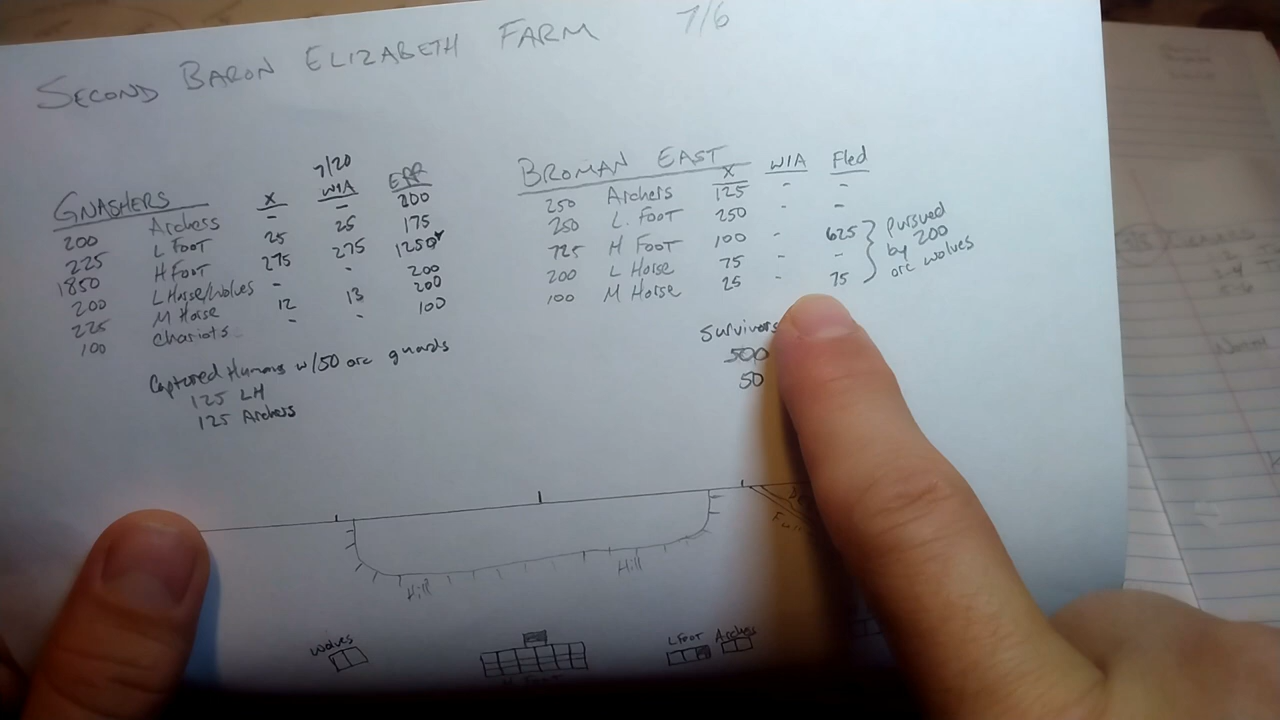 SECOND BARON ELIZABETH FARM 7/6
7/20
GNASHERS X WIA EFF
200 Archers - - 200
225 L FOOT 25 25 175
1850 H FOOT 275 275 1250
200 L Horse/Wolves - - 200
225 M Horse 12 13 200
100 Chariots - - 100
Captured Humans w/50 orc guards
125 LH
125 Archers
BROMAN EAST X WIA Fled
250 Archers 125 - -
250 L. FOOT 250 - -
725 H FOOT 100 - 625
200 L Horse 75 - -
100 M Horse 25 - 75
Pursued
by 200
orc wolves
Survivors
500
50
Hill Hill
Wolves
L FOOT Archers